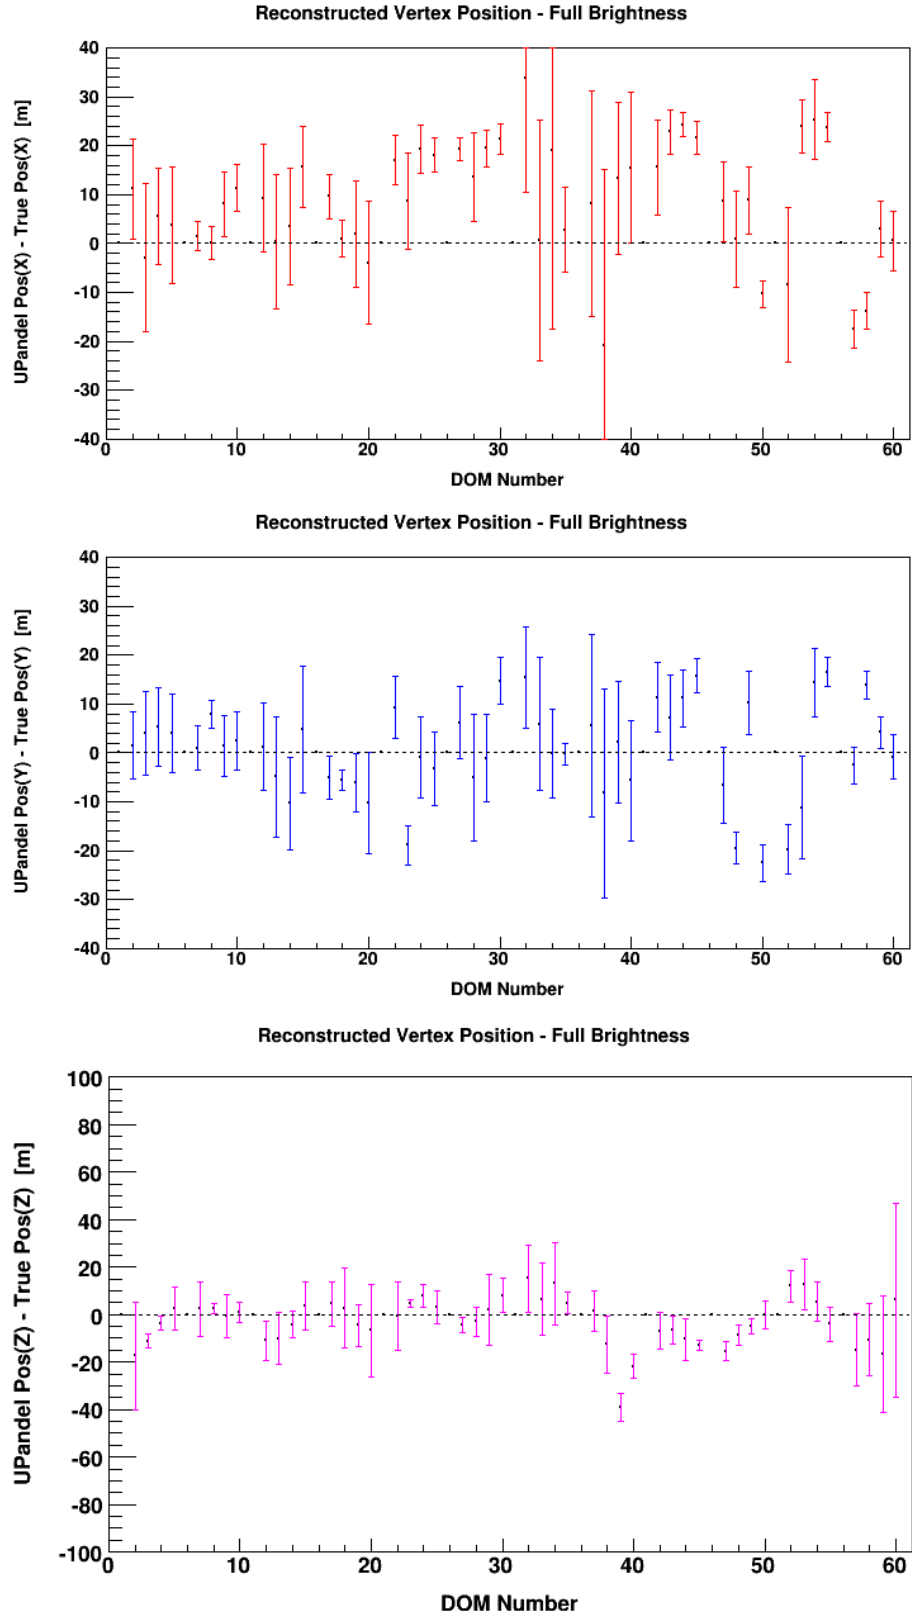 Reconstructed Vertex Position - Full Brightness
UPandel Pos(X) - True Pos(X) [m]
40
30
20
10
0
-10
-20
-30
-40
0 10 20 30 40 50 60
DOM Number
Reconstructed Vertex Position - Full Brightness
UPandel Pos(Y) - True Pos(Y) [m]
40
30
20
10
0
-10
-20
-30
-40
0 10 20 30 40 50 60
DOM Number
Reconstructed Vertex Position - Full Brightness
UPandel Pos(Z) - True Pos(Z) [m]
100
80
60
40
20
0
-20
-40
-60
-80
-100
0 10 20 30 40 50 60
DOM Number